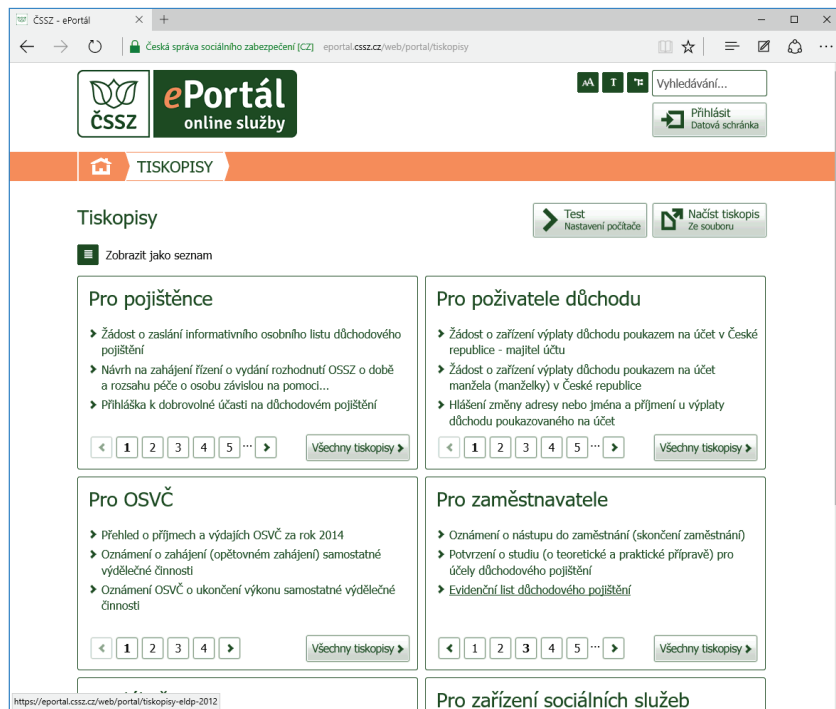 ČSSZ - ePortál
Česká správa sociálního zabezpečení [CZ] eportal.cssz.cz/web/portal/tiskopisy
ČSSZ
ePortál
online služby
AA T
Vyhledávání...
Přihlásit
Datová schránka
TISKOPISY
Tiskopisy
Test
Nastavení počítače
Načíst tiskopis
Ze souboru
Zobrazit jako seznam
Pro pojištěnce
Žádost o zaslání informativního osobního listu důchodového
pojištění
Návrh na zahájení řízení o vydání rozhodnutí OSSZ o době
a rozsahu péče o osobu závislou na pomoci...
Přihláška k dobrovolné účasti na důchodovém pojištění
1 2 3 4 5 ...
Všechny tiskopisy
Pro poživatele důchodu
Žádost o zařízení výplaty důchodu poukazem na účet v České
republice - majitel účtu
Žádost o zařízení výplaty důchodu poukazem na účet
manžela (manželky) v České republice
Hlášení změny adresy nebo jména a příjmení u výplaty
důchodu poukazovaného na účet
1 2 3 4 5 ...
Všechny tiskopisy
Pro OSVČ
Přehled o příjmech a výdajích OSVČ za rok 2014
Oznámení o zahájení (opětovném zahájení) samostatné
výdělečné činnosti
Oznámení OSVČ o ukončení výkonu samostatné výdělečné
činnosti
1 2 3 4
Všechny tiskopisy
Pro zaměstnavatele
Oznámení o nástupu do zaměstnání (skončení zaměstnání)
Potvrzení o studiu (o teoretické a praktické přípravě) pro
účely důchodového pojištění
Evidenční list důchodového pojištění
1 2 3 4 5 ...
Všechny tiskopisy
Pro zařízení sociálních služeb
https://eportal.cssz.cz/web/portal/tiskopisy-eldp-2012